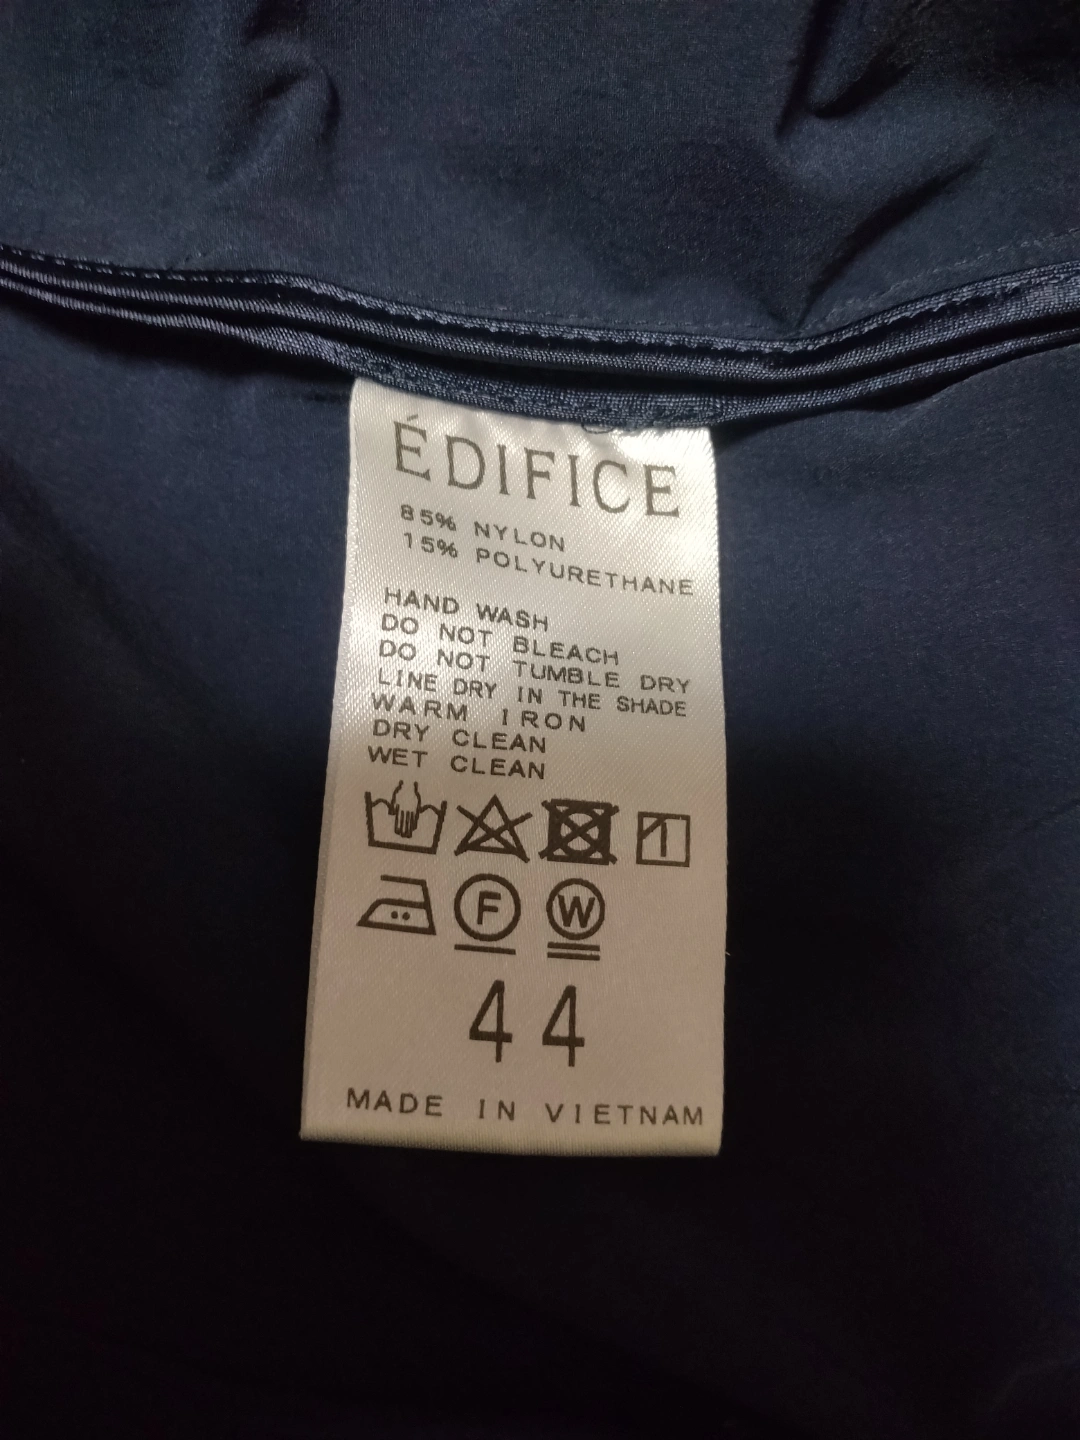 ÉDIFICE
85% NYLON
15% POLYURETHANE
HAND WASH
DO NOT BLEACH
DO NOT TUMBLE DRY
LINE DRY IN THE SHADE
WARM IRON
DRY CLEAN
WET CLEAN
F W
44
MADE IN VIETNAM